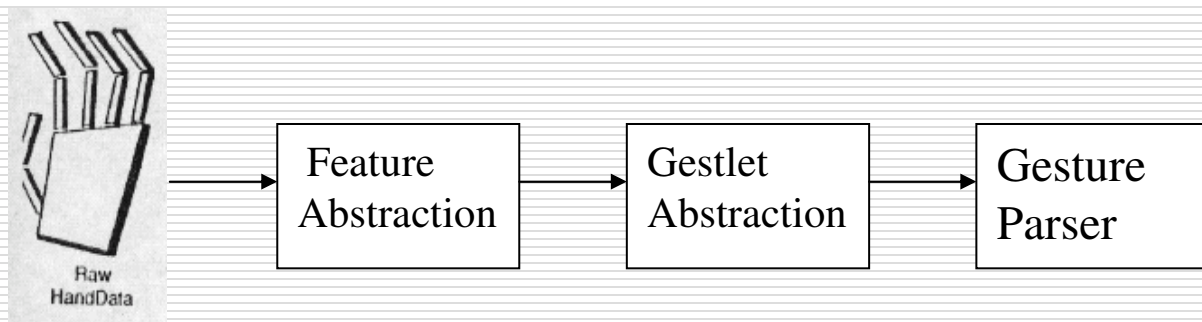 Raw
HandData
Feature
Abstraction
Gestlet
Abstraction
Gesture
Parser